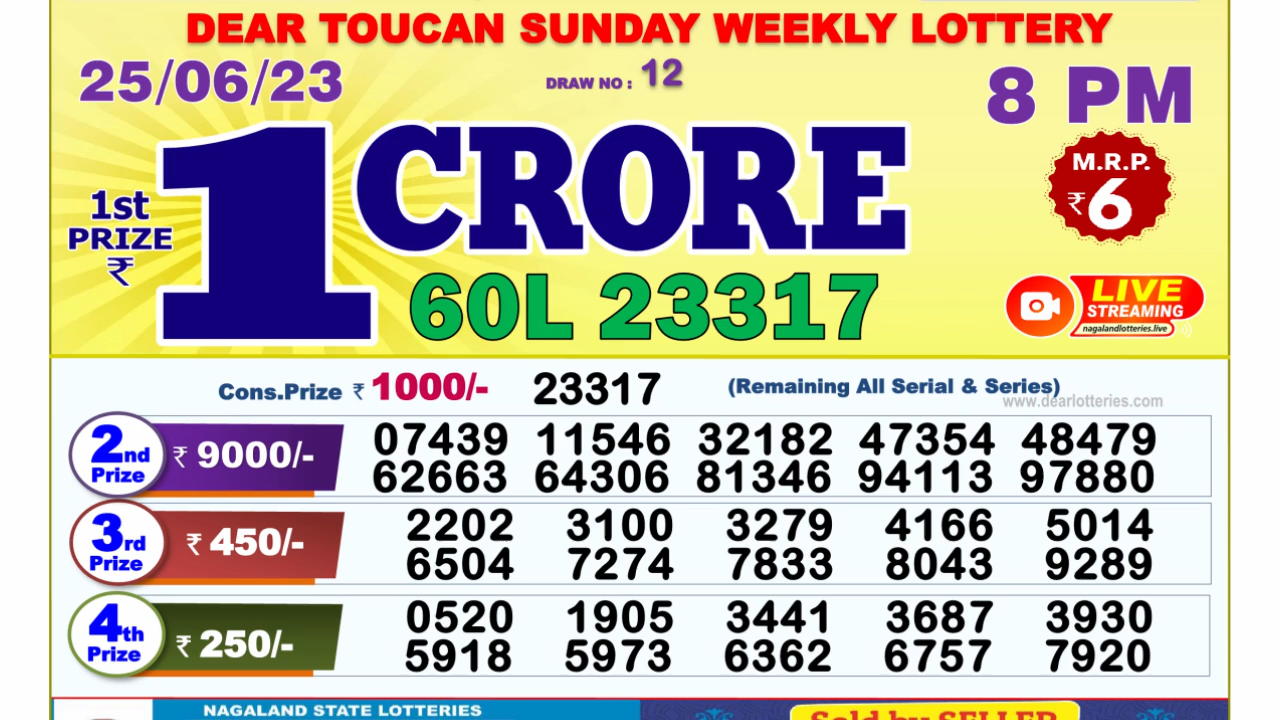 DEAR TOUCAN SUNDAY WEEKLY LOTTERY
25/06/23
DRAW NO : 12
8 PM
1st
PRIZE
₹
1 CRORE
M.R.P.
₹6
60L 23317
LIVE
STREAMING
nagalandlotteries.live
Cons.Prize ₹ 1000/- 23317 (Remaining All Serial & Series)
www.dearlotteries.com
2nd
Prize
₹ 9000/-
07439 11546 32182 47354 48479
62663 64306 81346 94113 97880
3rd
Prize
₹ 450/-
2202 3100 3279 4166 5014
6504 7274 7833 8043 9289
4th
Prize
₹ 250/-
0520 1905 3441 3687 3930
5918 5973 6362 6757 7920
NAGALAND STATE LOTTERIES
Sold by SELLER